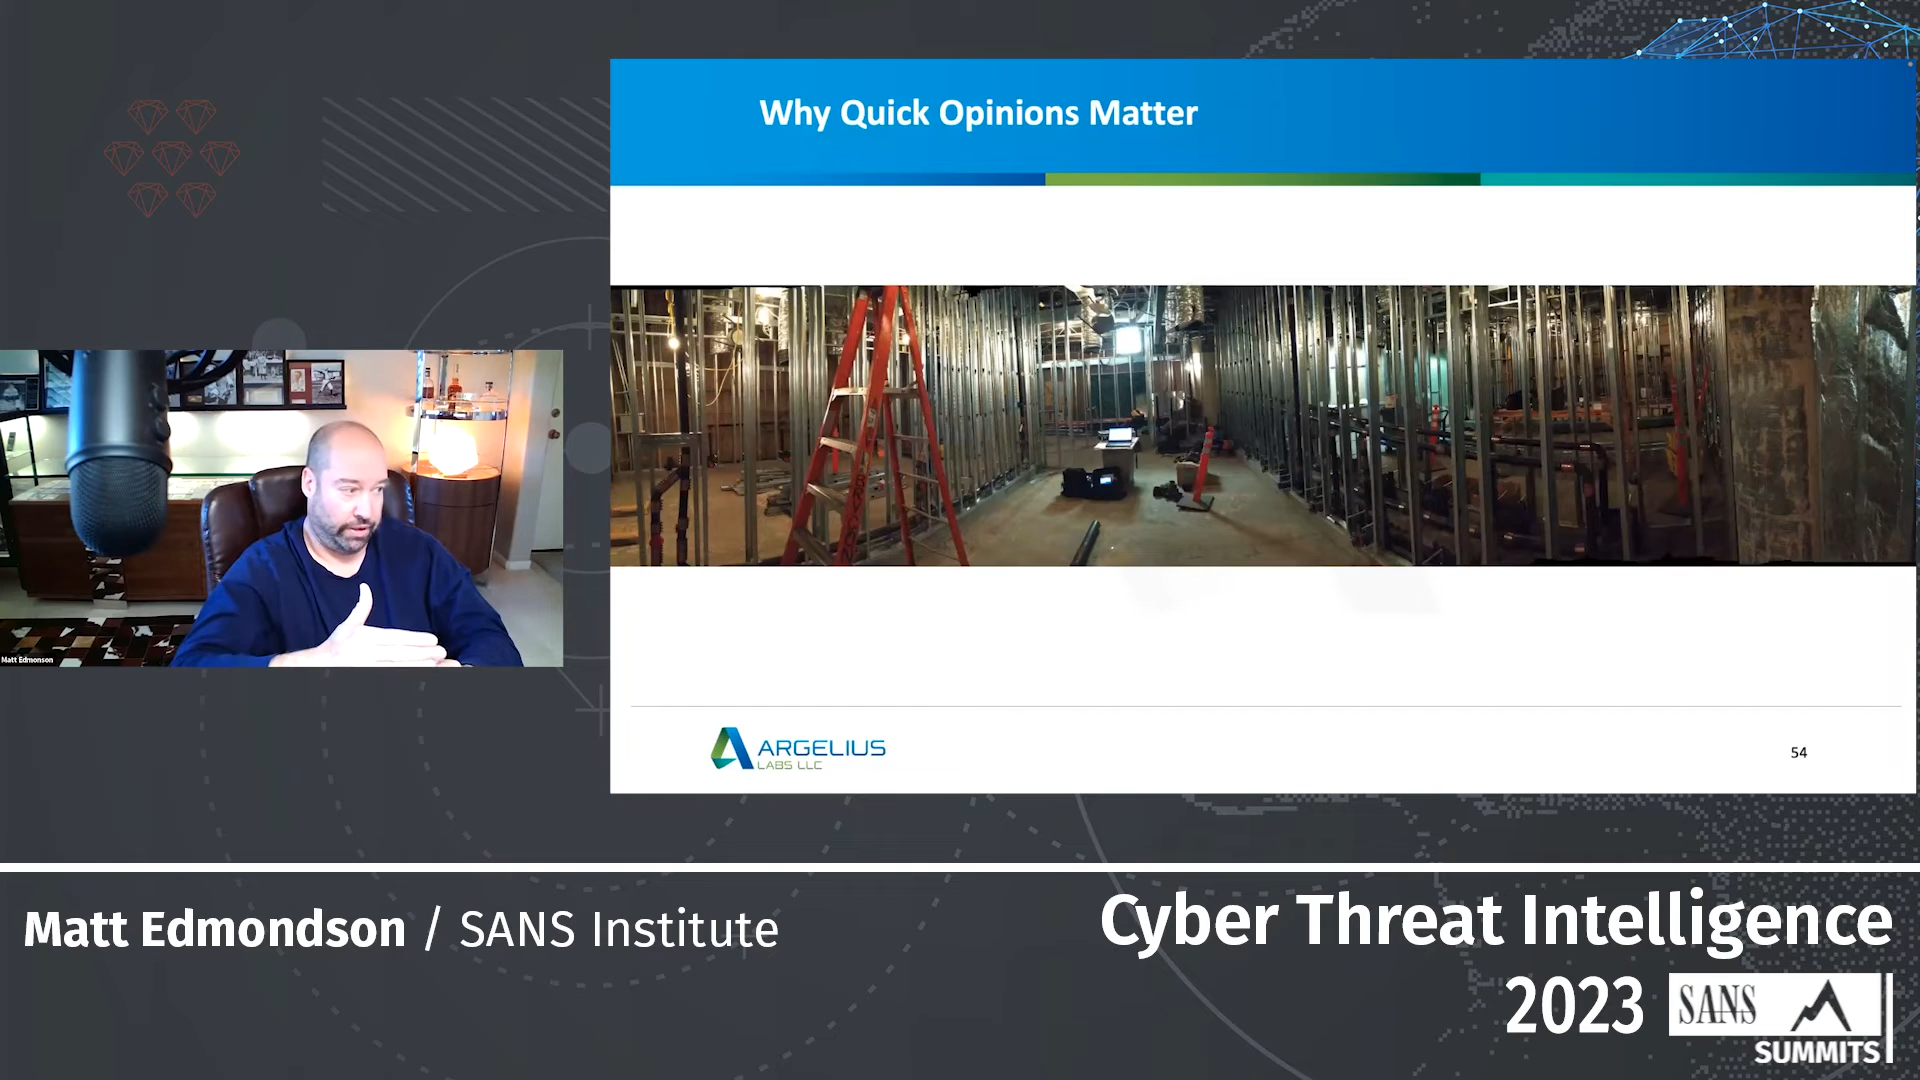 Why Quick Opinions Matter
Matt Edmonson
ARGELIUS
LABS LLC
54
Matt Edmondson / SANS Institute
Cyber Threat Intelligence
2023
SANS
SUMMITS